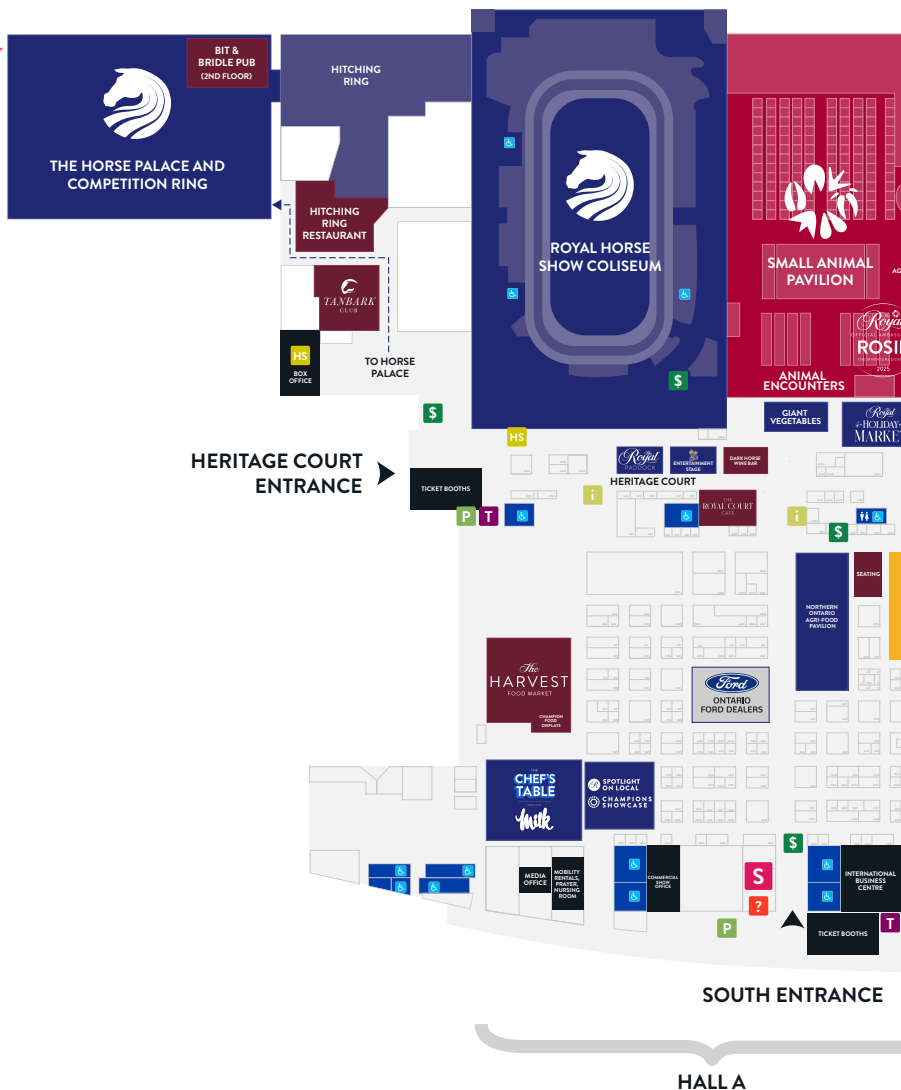 BIT &
BRIDLE PUB
(2ND FLOOR)
THE HORSE PALACE AND
COMPETITION RING
HITCHING
RING
HITCHING
RING
RESTAURANT
TANBARK
CLUB
HS
BOX
OFFICE
TO HORSE
PALACE
$
ROYAL HORSE
SHOW COLISEUM
$
SMALL ANIMAL
PAVILION
Royal
ROSIE
2025
ANIMAL
ENCOUNTERS
GIANT
VEGETABLES
Royal
HOLIDAY
MARKET
HERITAGE COURT
ENTRANCE
TICKET BOOTHS
P
T
HS
Royal
PADDOCK
ENTERTAINMENT
STAGE
DARK HORSE
WINE BAR
HERITAGE COURT
i
THE
ROYAL COURT
CAFE
i
$
NORTHERN
ONTARIO
AGRI-FOOD
PAVILION
SEATING
The
HARVEST
FOOD MARKET
CHAMPION
FOOD
DISPLAYS
Ford
ONTARIO
FORD DEALERS
THE
CHEF'S
TABLE
Milk
SPOTLIGHT
ON LOCAL
CHAMPIONS
SHOWCASE
MEDIA
OFFICE
MOBILITY
RENTALS,
PRAYER,
NURSING
ROOM
COMMERCIAL
SHOW
OFFICE
S
?
P
$
INTERNATIONAL
BUSINESS
CENTRE
TICKET BOOTHS
T
SOUTH ENTRANCE
HALL A